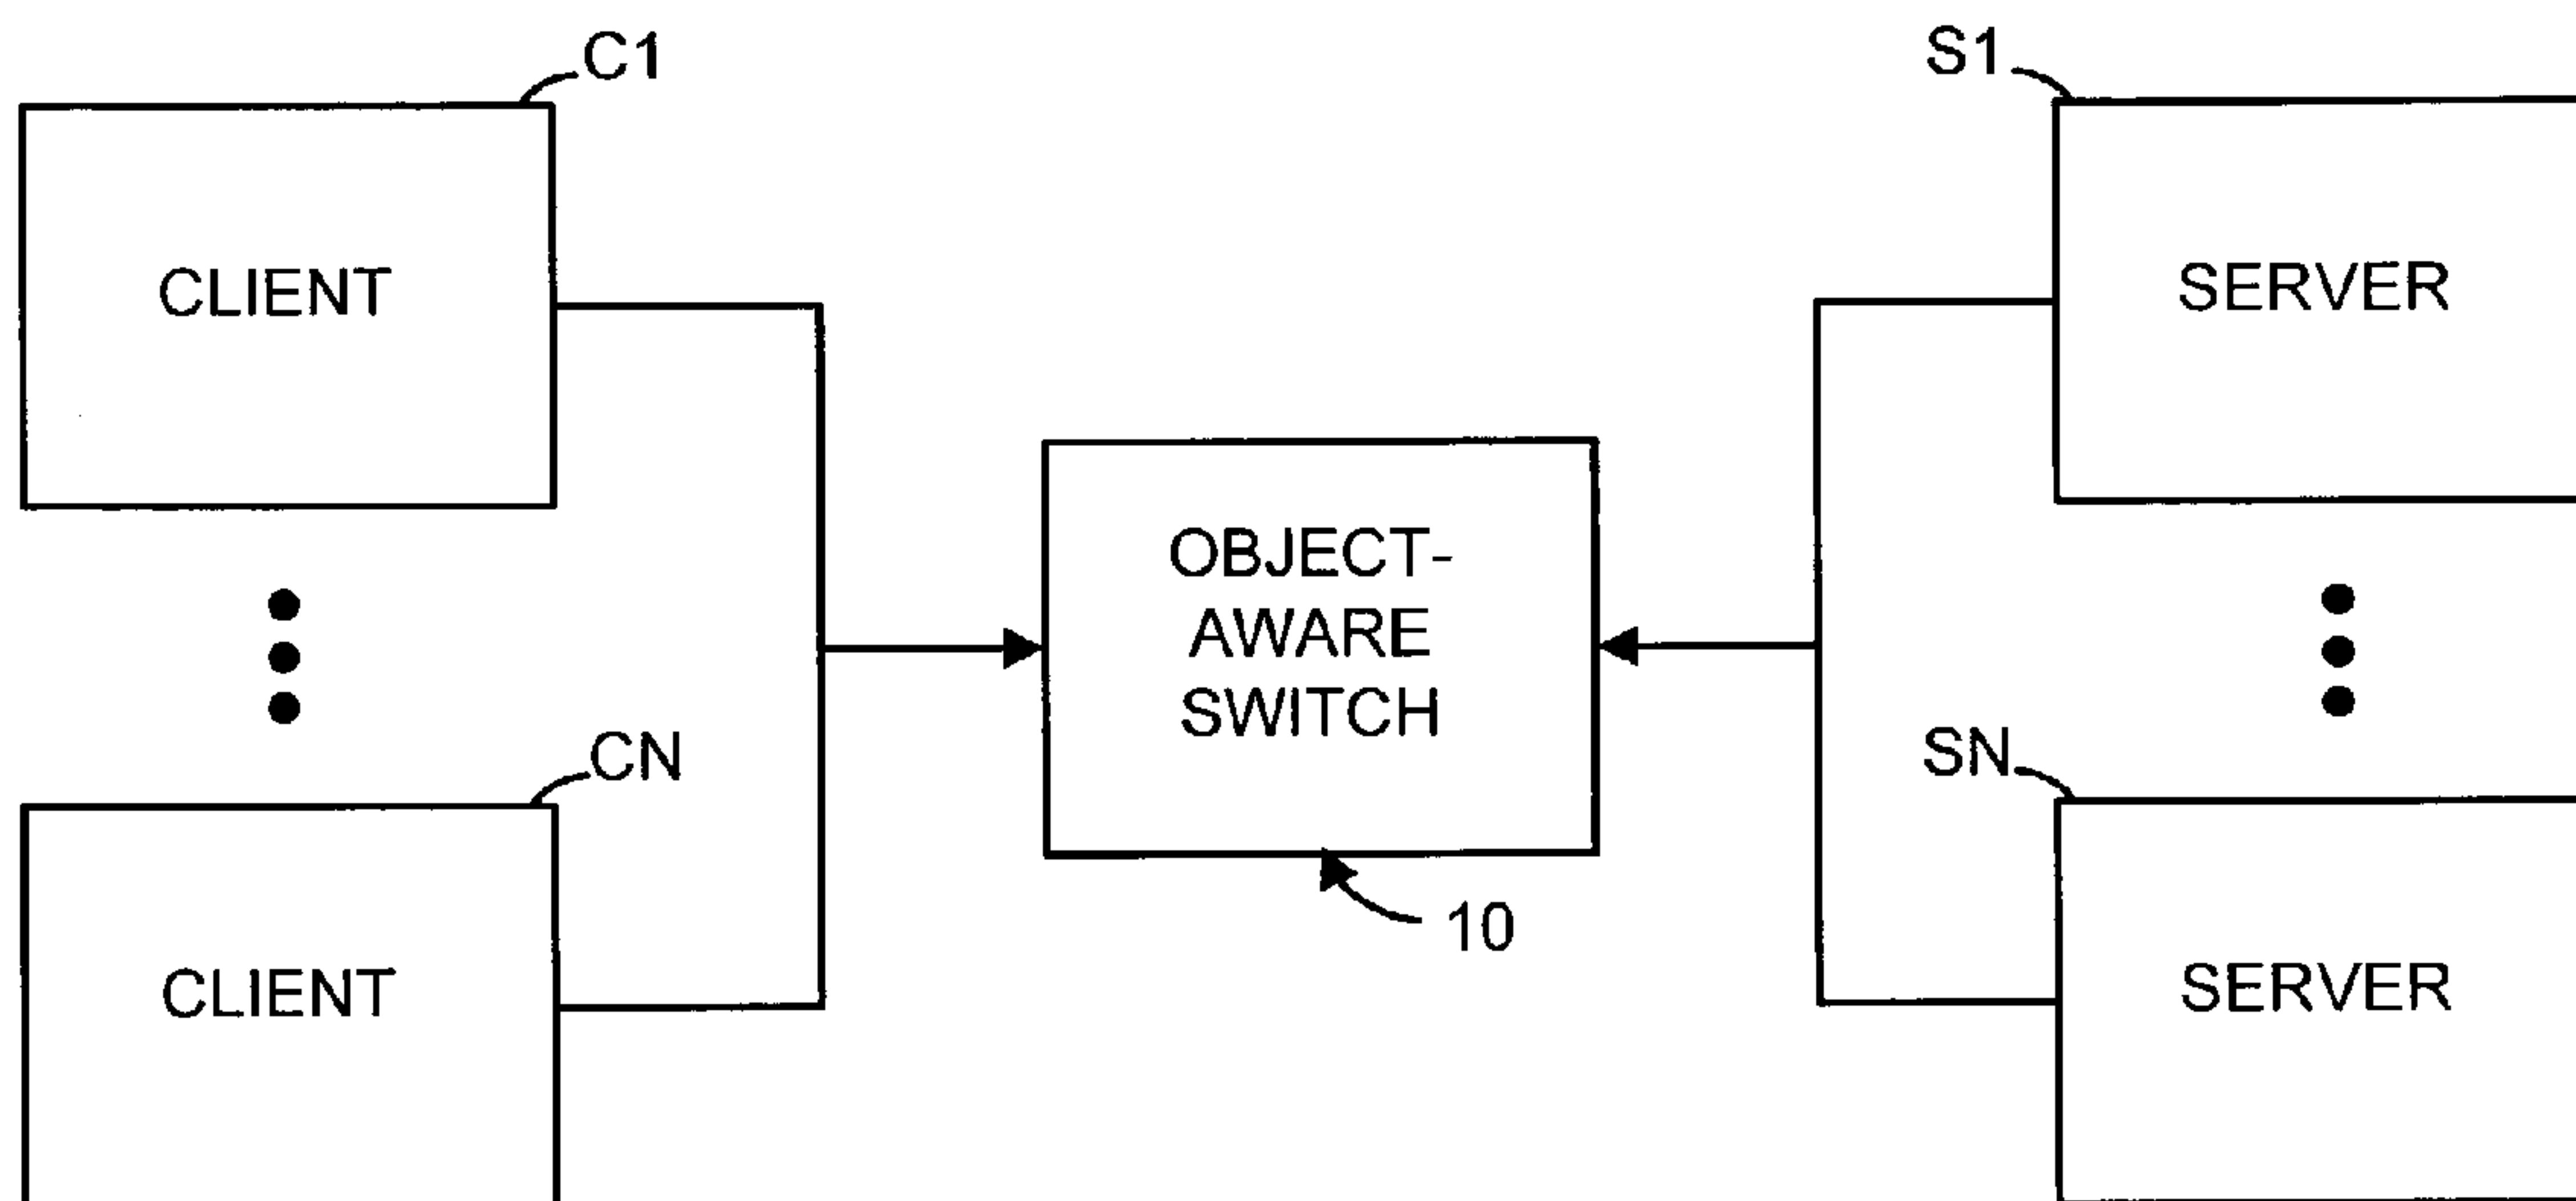 C1
S1
CLIENT
SERVER
OBJECT-
AWARE
SWITCH
CN
SN
10
CLIENT
SERVER